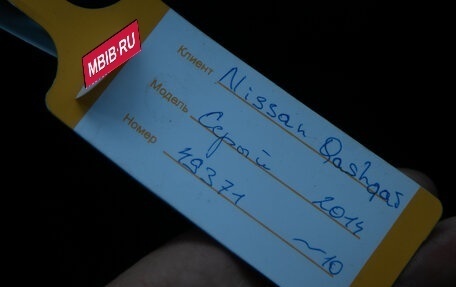 MBIB.RU
Клиент Nissan Qashqai
Модель Серый 2014
Номер 49371 ~10